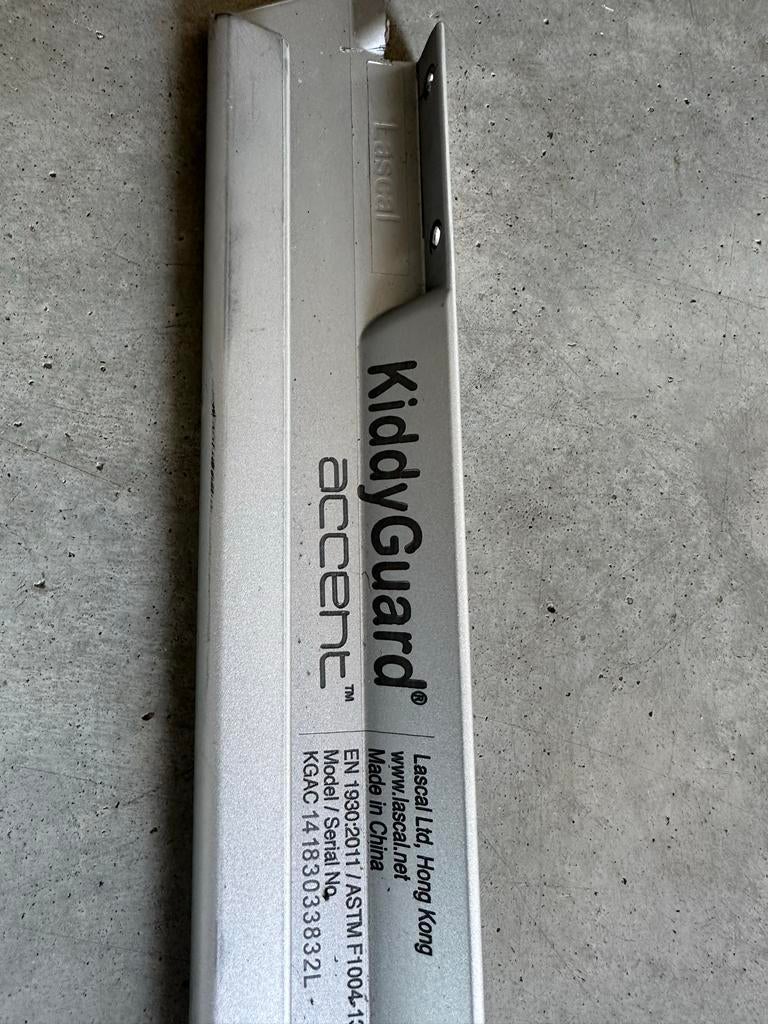 Lascal
KiddyGuard®
accent™
Lascal Ltd, Hong Kong
www.lascal.net
Made in China
EN 1930:2011 / ASTM F1004-13
Model / Serial No
KGAC 14183033832L -